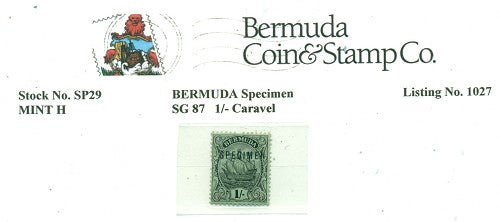 Bermuda
Coin&Stamp Co.
Stock No. SP29 BERMUDA Specimen Listing No. 1027
MINT H SG 87 1/- Caravel
BERMUDA
SPECIMEN
1/-